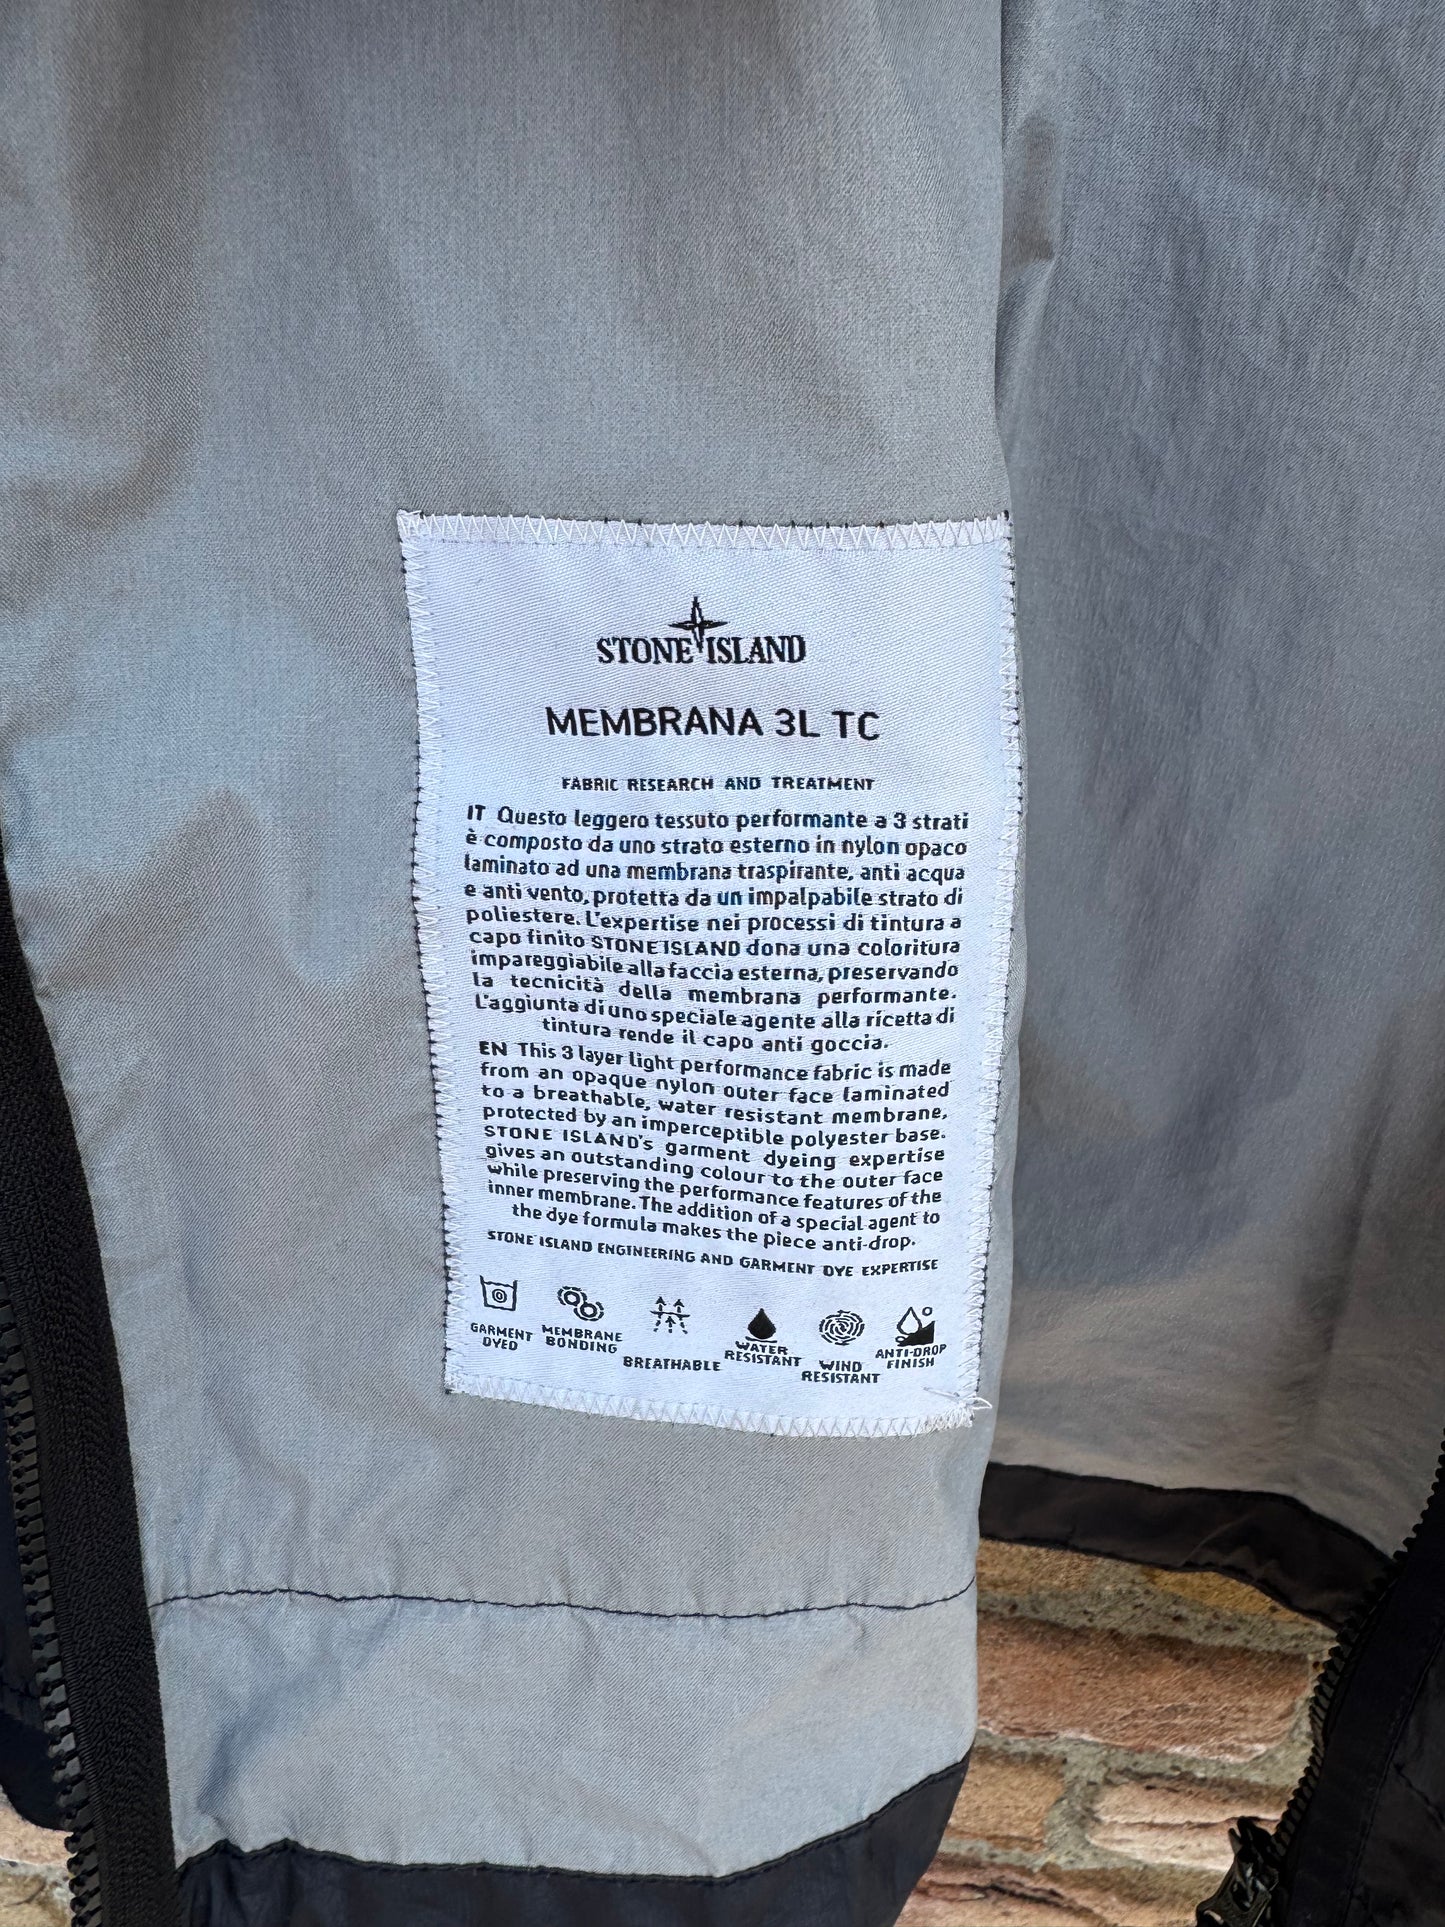 STONE ISLAND
MEMBRANA 3L TC
FABRIC RESEARCH AND TREATMENT
IT Questo leggero tessuto performante a 3 strati
è composto da uno strato esterno in nylon opaco
laminato ad una membrana traspirante, anti acqua
e anti vento, protetta da un impalpabile strato di
poliestere. L'expertise nei processi di tintura a
capo finito STONE ISLAND dona una coloritura
impareggiabile alla faccia esterna, preservando
la tecnicità della membrana performante.
L'aggiunta di uno speciale agente alla ricetta di
tintura rende il capo anti goccia.
EN This 3 layer light performance fabric is made
from an opaque nylon outer face laminated
to a breathable, water resistant membrane,
protected by an imperceptible polyester base.
STONE ISLAND's garment dyeing expertise
gives an outstanding colour to the outer face
while preserving the performance features of the
inner membrane. The addition of a special agent to
the dye formula makes the piece anti-drop.
STONE ISLAND ENGINEERING AND GARMENT DYE EXPERTISE
GARMENT DYED
MEMBRANE BONDING
BREATHABLE
WATER RESISTANT
WIND RESISTANT
ANTI-DROP FINISH